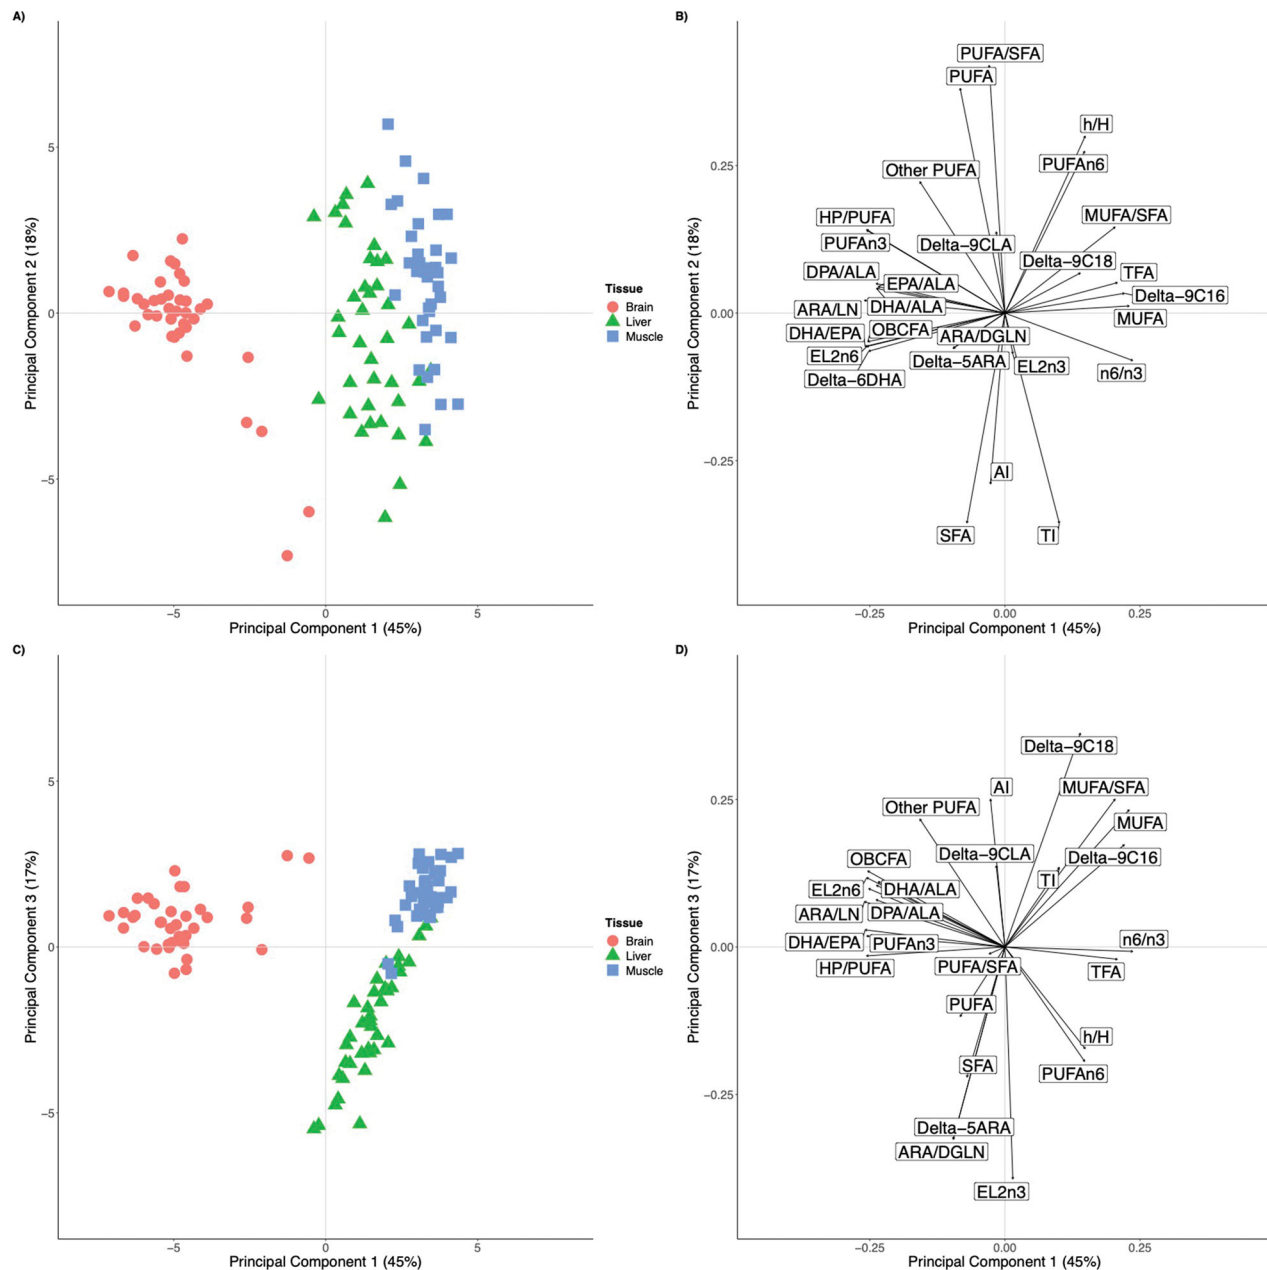 A)
5
0
−5
−5
0
5
Principal Component 2 (18%)
Principal Component 1 (45%)
Tissue
Brain
Liver
Muscle
B)
PUFA/SFA
PUFA
h/H
PUFAn6
Other PUFA
MUFA/SFA
HP/PUFA
PUFAn3
Delta−9CLA
Delta−9C18
DPA/ALA
EPA/ALA
TFA
Delta−9C16
ARA/LN
DHA/ALA
MUFA
DHA/EPA
OBCFA
ARA/DGLN
EL2n6
Delta−5ARA
EL2n3
n6/n3
Delta−6DHA
AI
SFA
TI
0.25
0.00
−0.25
−0.25
0.00
0.25
Principal Component 2 (18%)
Principal Component 1 (45%)
C)
5
0
−5
−5
0
5
Principal Component 3 (17%)
Principal Component 1 (45%)
Tissue
Brain
Liver
Muscle
D)
Delta−9C18
AI
MUFA/SFA
Other PUFA
MUFA
OBCFA
Delta−9CLA
Delta−9C16
TI
EL2n6
DHA/ALA
ARA/LN
DPA/ALA
DHA/EPA
PUFAn3
n6/n3
HP/PUFA
PUFA/SFA
TFA
PUFA
h/H
SFA
PUFAn6
Delta−5ARA
ARA/DGLN
EL2n3
0.25
0.00
−0.25
−0.25
0.00
0.25
Principal Component 3 (17%)
Principal Component 1 (45%)